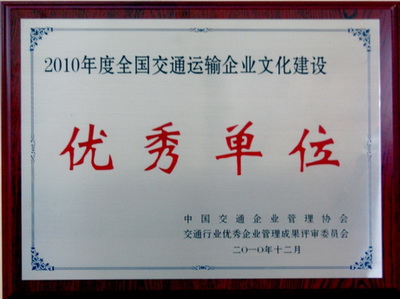 2010年度全国交通运输企业文化建设
优秀单位
中国交通企业管理协会
交通行业优秀企业管理成果评审委员会
二〇一〇年十二月